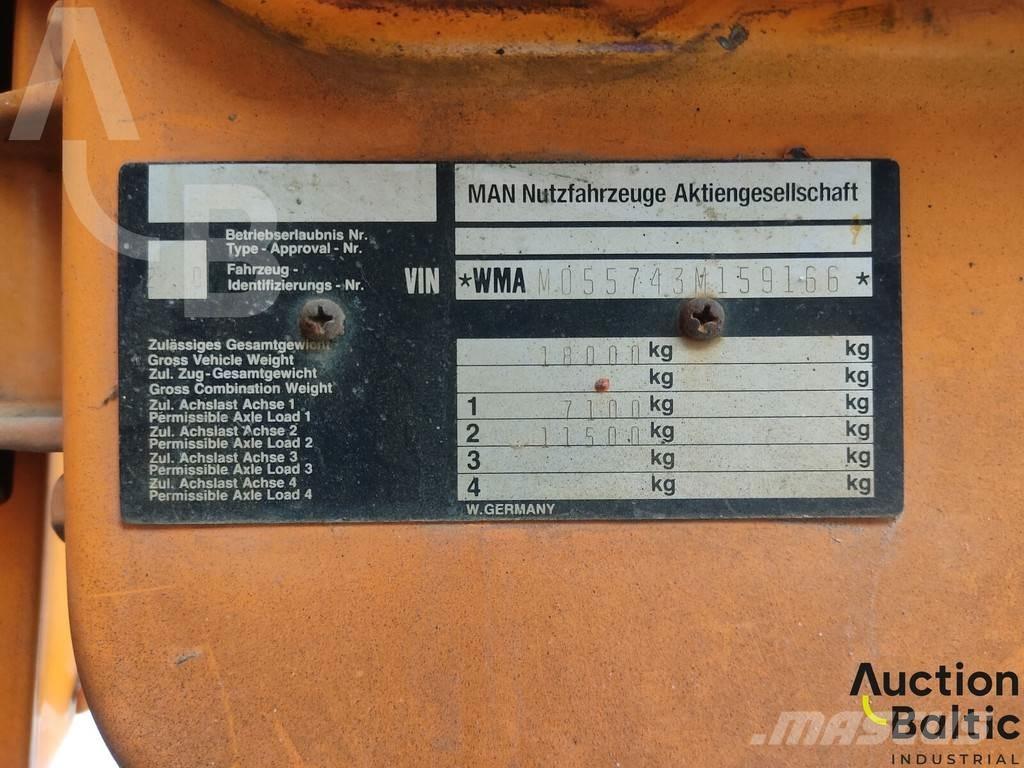 MAN Nutzfahrzeuge Aktiengesellschaft
Betriebserlaubnis Nr.
Type - Approval - Nr.
Fahrzeug -
Identifizierungs - Nr.
VIN *WMA M055743M159166 *
Zulässiges Gesamtgewicht
Gross Vehicle Weight
18000 kg kg
Zul. Zug-Gesamtgewicht
Gross Combination Weight
kg kg
Zul. Achslast Achse 1
Permissible Axle Load 1
1 7100 kg kg
Zul. Achslast Achse 2
Permissible Axle Load 2
2 11500 kg kg
Zul. Achslast Achse 3
Permissible Axle Load 3
3 kg kg
Zul. Achslast Achse 4
Permissible Axle Load 4
4 kg kg
W.GERMANY
AB
Auction
Baltic
INDUSTRIAL
MASCUS